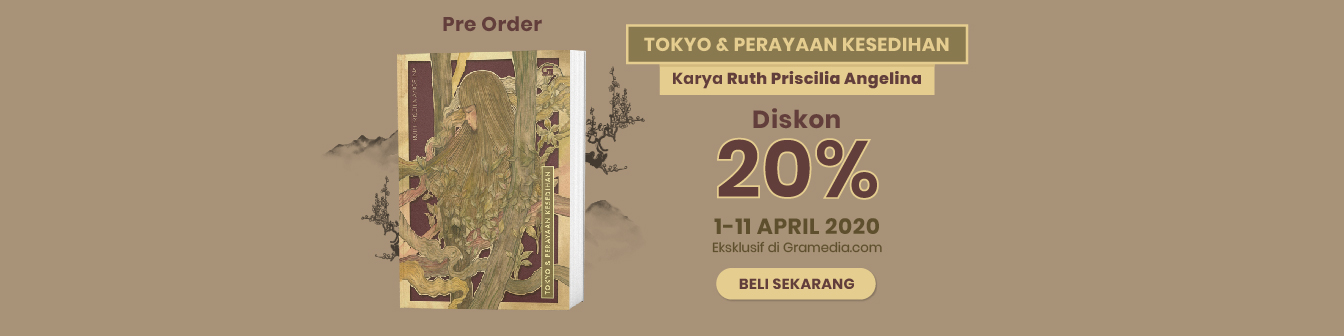 Pre Order
TOKYO & PERAYAAN KESEDIHAN
Karya Ruth Priscilia Angelina
Diskon
20%
1-11 APRIL 2020
Eksklusif di Gramedia.com
BELI SEKARANG
TOKYO & PERAYAAN KESEDIHAN